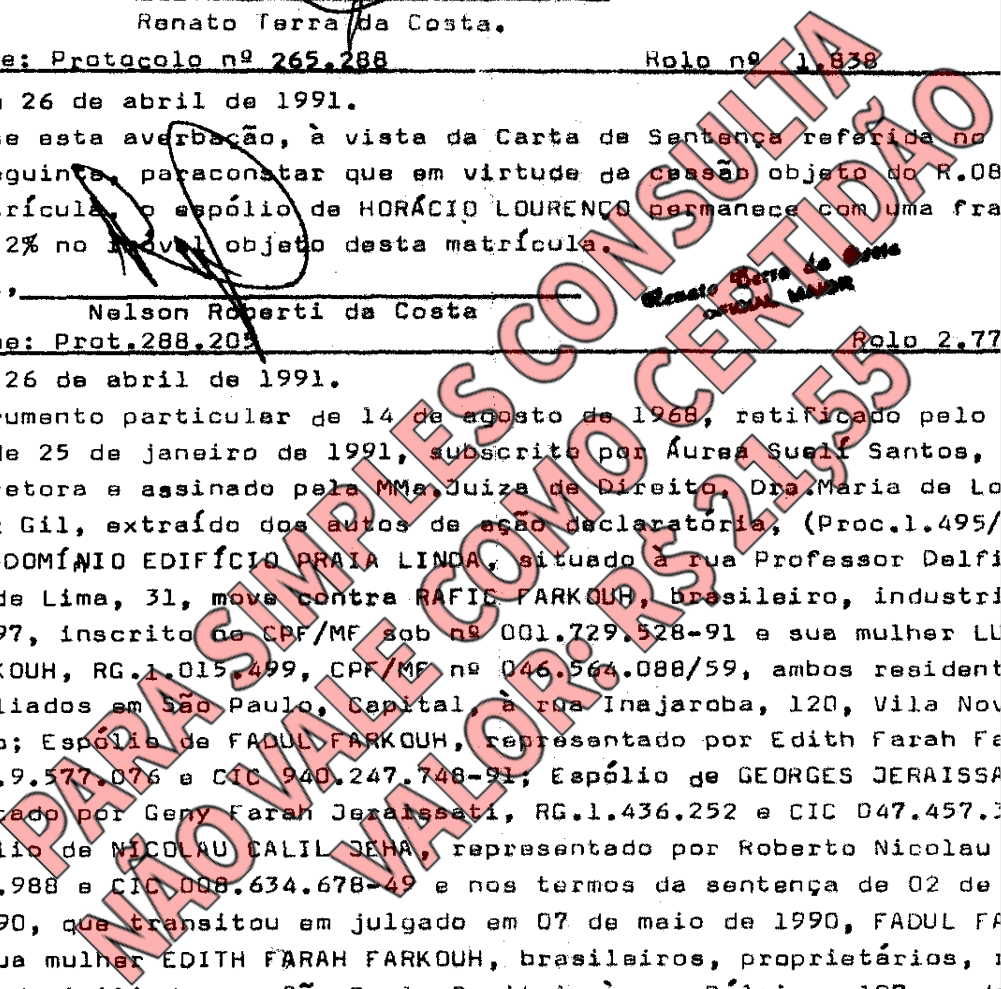 Renato Terra da Costa.
e: Protocolo nº 265.288 Rolo nº 1.838
26 de abril de 1991.
se esta averbação, à vista da Carta de Sentença referida no
eguinte, paraconstar que em virtude da cessão objeto do R.08
trícula, o espólio de HORÁCIO LOURENÇO permanece com uma fra
2% no imóvel objeto desta matrícula.
Renato Terra da Costa
OFICIAL MAIOR
Nelson Roberti da Costa
me: Prot.288.205 Rolo 2.77
26 de abril de 1991.
rumento particular de 14 de agosto de 1968, retificado pelo
de 25 de janeiro de 1991, subscrito por Áurea Suelí Santos,
retora e assinado pela MMa.Juiza de Direito, Dra.Maria de Lo
Gil, extraído dos autos de ação declaratória, (Proc.1.495/
DOMÍNIO EDIFÍCIO PRAIA LINDA, situado à rua Professor Delfi
de Lima, 31, move contra RAFIC FARKOUH, brasileiro, industri
97, inscrito no CPF/MF sob nº 001.729.528-91 e sua mulher LU
KOUH, RG.1.015.499, CPF/MF nº 046.564.088/59, ambos resident
liados em São Paulo, Capital, à rua Inajaroba, 120, Vila Nov
o; Espólio de FADUL FARKOUH, representado por Edith Farah Fa
.9.577.076 e CIC 940.247.748-91; Espólio de GEORGES JERAISSA
tado por Geny Farah Jeraissati, RG.1.436.252 e CIC 047.457.
lio de NICOLAU CALIL JEHA, representado por Roberto Nicolau
.988 e CIC 008.634.678-49 e nos termos da sentença de 02 de
90, que transitou em julgado em 07 de maio de 1990, FADUL FA
ua mulher EDITH FARAH FARKOUH, brasileiros, proprietários,
PARA SIMPLES CONSULTA
NÃO VALE COMO CERTIDÃO
VALOR: R$ 21,55